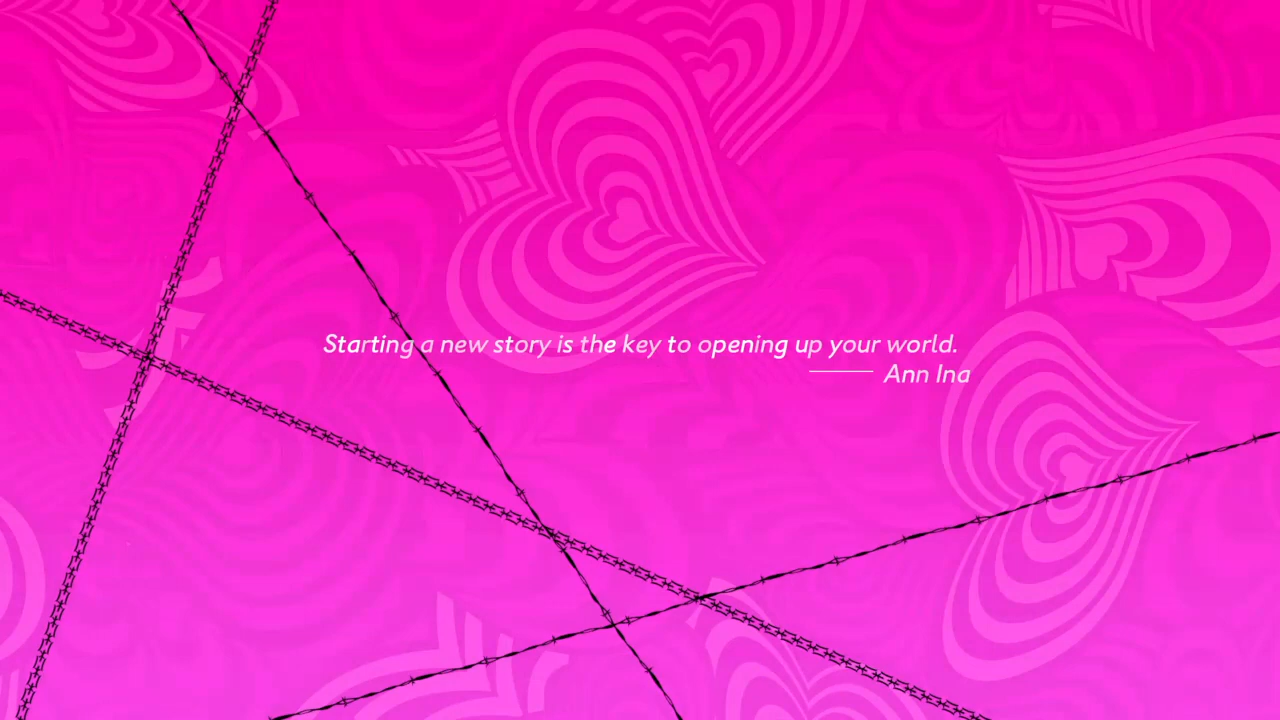 Starting a new story is the key to opening up your world.
—— Ann Ina